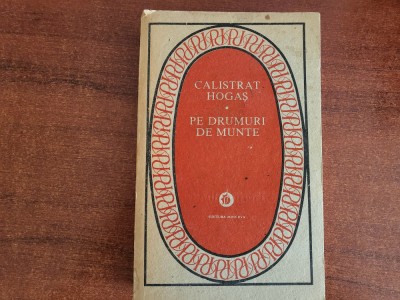 CALISTRAT
HOGAȘ
PE DRUMURI
DE MUNTE